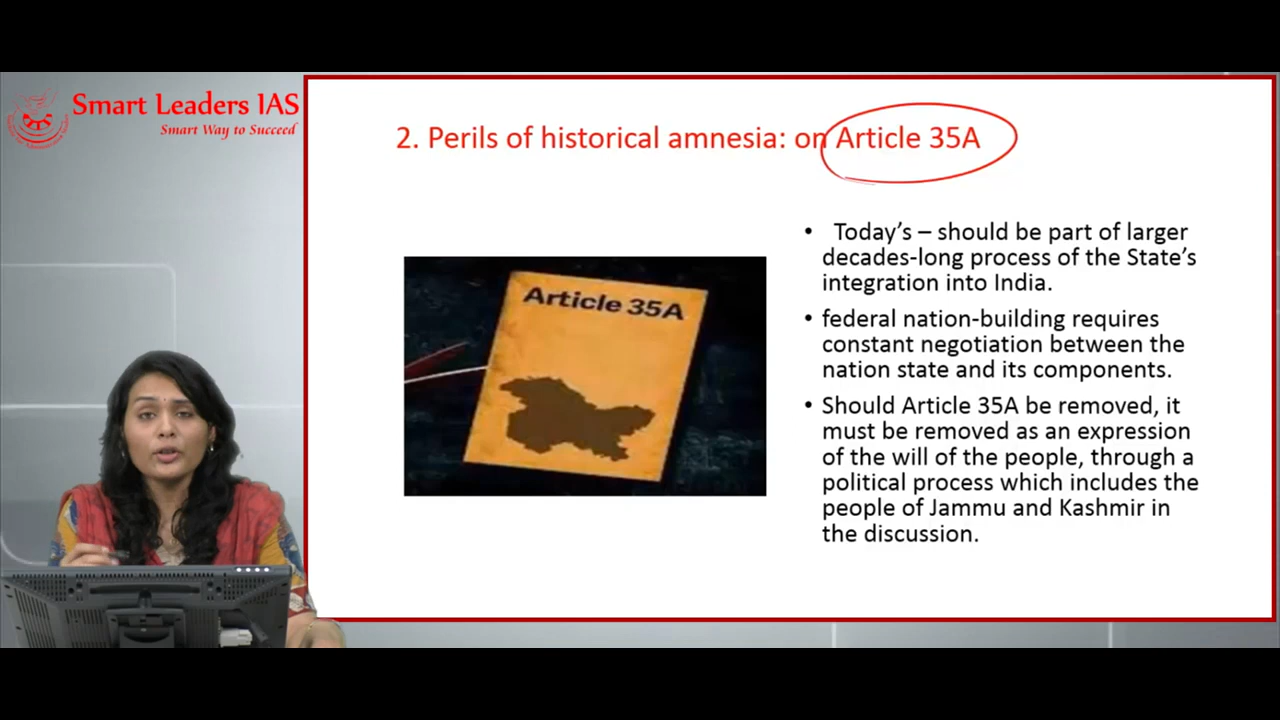 Smart Leaders IAS
Smart Way to Succeed
2. Perils of historical amnesia: on Article 35A
Article 35A
• Today's – should be part of larger
decades-long process of the State's
integration into India.
• federal nation-building requires
constant negotiation between the
nation state and its components.
• Should Article 35A be removed, it
must be removed as an expression
of the will of the people, through a
political process which includes the
people of Jammu and Kashmir in
the discussion.